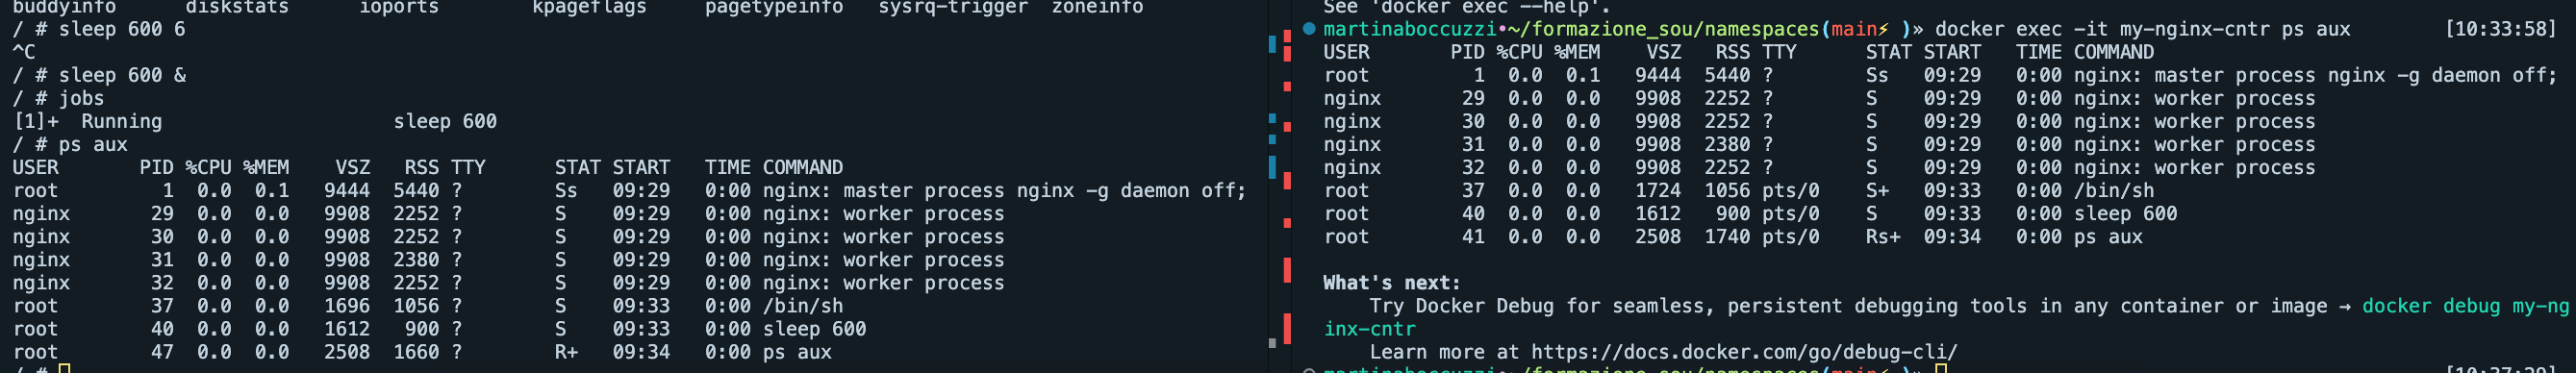 buddyinfo      diskstats      ioports        kpageflags     pagetypeinfo   sysrq-trigger  zoneinfo
/ # sleep 600 6
^C
/ # sleep 600 &
/ # jobs
[1]+  Running                    sleep 600
/ # ps aux
USER         PID %CPU %MEM    VSZ   RSS TTY      STAT START   TIME COMMAND
root           1  0.0  0.1   9444  5440 ?        Ss   09:29   0:00 nginx: master process nginx -g daemon off;
nginx         29  0.0  0.0   9908  2252 ?        S    09:29   0:00 nginx: worker process
nginx         30  0.0  0.0   9908  2252 ?        S    09:29   0:00 nginx: worker process
nginx         31  0.0  0.0   9908  2380 ?        S    09:29   0:00 nginx: worker process
nginx         32  0.0  0.0   9908  2252 ?        S    09:29   0:00 nginx: worker process
root          37  0.0  0.0   1696  1056 ?        S    09:33   0:00 /bin/sh
root          40  0.0  0.0   1612   900 ?        S    09:33   0:00 sleep 600
root          47  0.0  0.0   2508  1660 ?        R+   09:34   0:00 ps aux
/ #
See 'docker exec --help'.
martinaboccuzzi•~/formazione_sou/namespaces(main⚡ )» docker exec -it my-nginx-cntr ps aux        [10:33:58]
USER         PID %CPU %MEM    VSZ   RSS TTY      STAT START   TIME COMMAND
root           1  0.0  0.1   9444  5440 ?        Ss   09:29   0:00 nginx: master process nginx -g daemon off;
nginx         29  0.0  0.0   9908  2252 ?        S    09:29   0:00 nginx: worker process
nginx         30  0.0  0.0   9908  2252 ?        S    09:29   0:00 nginx: worker process
nginx         31  0.0  0.0   9908  2380 ?        S    09:29   0:00 nginx: worker process
nginx         32  0.0  0.0   9908  2252 ?        S    09:29   0:00 nginx: worker process
root          37  0.0  0.0   1724  1056 pts/0    S+   09:33   0:00 /bin/sh
root          40  0.0  0.0   1612   900 pts/0    S    09:33   0:00 sleep 600
root          41  0.0  0.0   2508  1740 pts/0    Rs+  09:34   0:00 ps aux
What's next:
    Try Docker Debug for seamless, persistent debugging tools in any container or image → docker debug my-ng
inx-cntr
    Learn more at https://docs.docker.com/go/debug-cli/
martinaboccuzzi•~/formazione_sou/namespaces(main⚡ )»        [10:37:29]